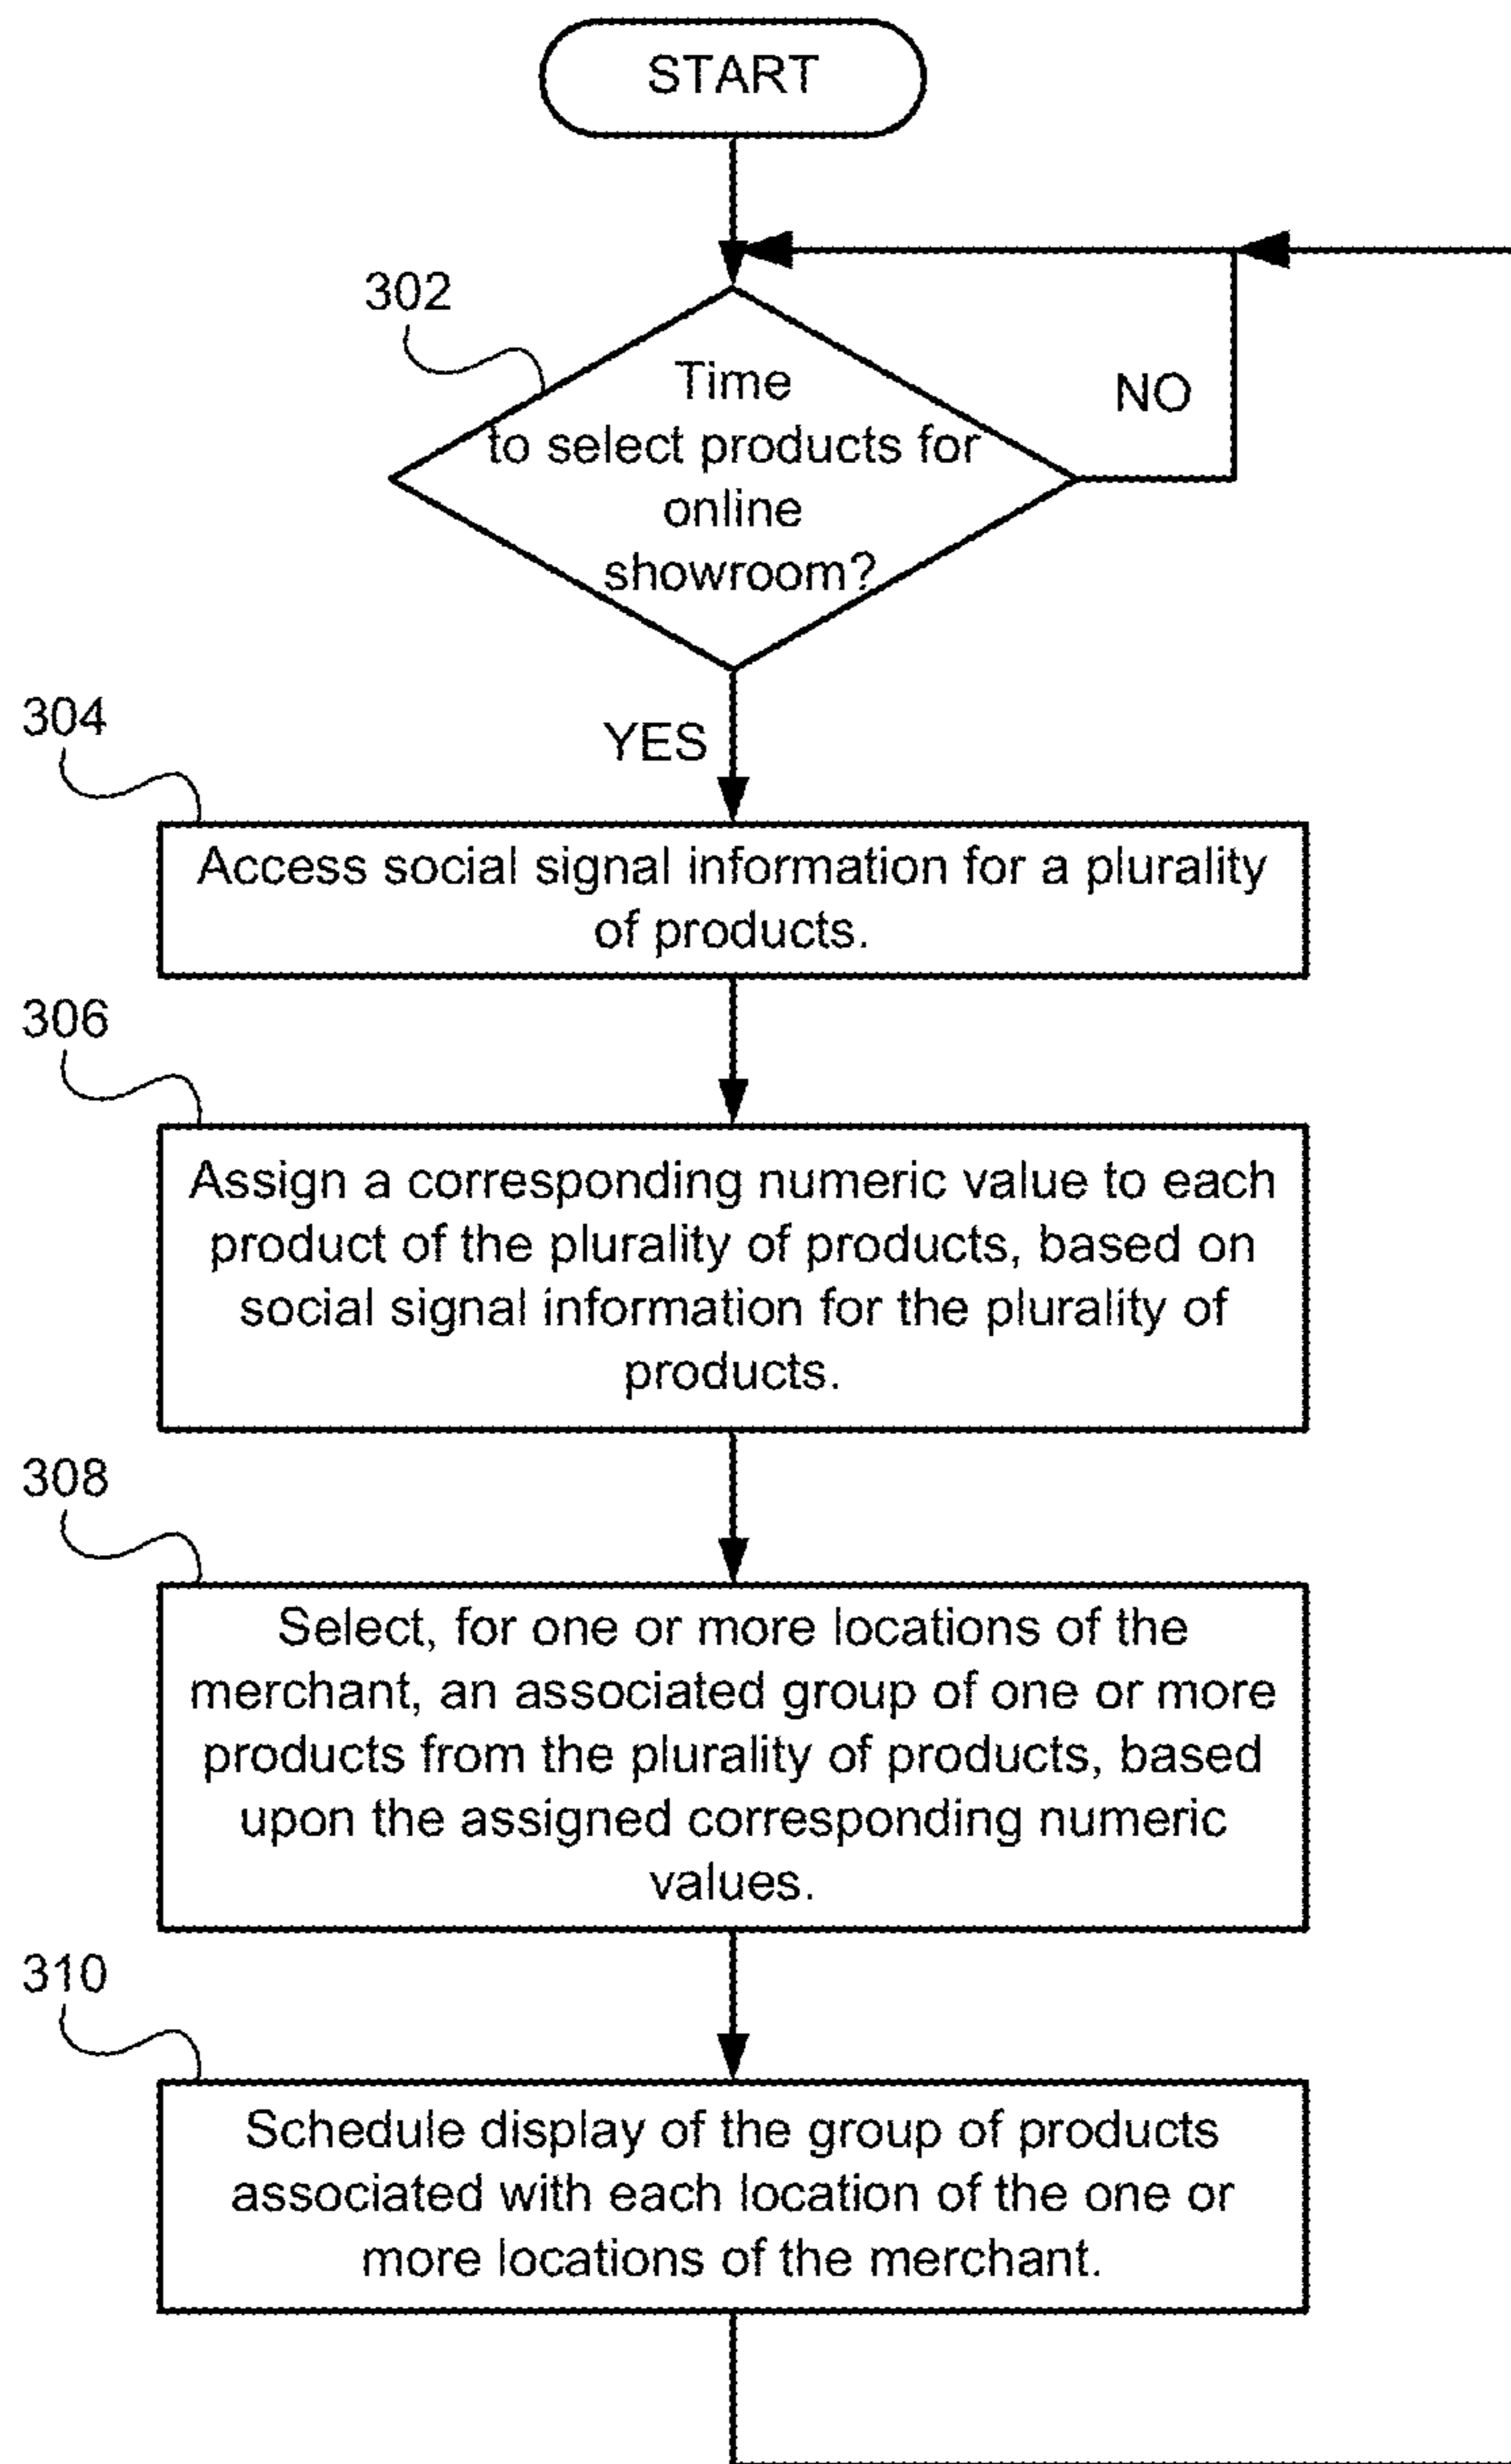 START
302
Time
to select products for
online
showroom?
NO
YES
304
Access social signal information for a plurality
of products.
306
Assign a corresponding numeric value to each
product of the plurality of products, based on
social signal information for the plurality of
products.
308
Select, for one or more locations of the
merchant, an associated group of one or more
products from the plurality of products, based
upon the assigned corresponding numeric
values.
310
Schedule display of the group of products
associated with each location of the one or
more locations of the merchant.